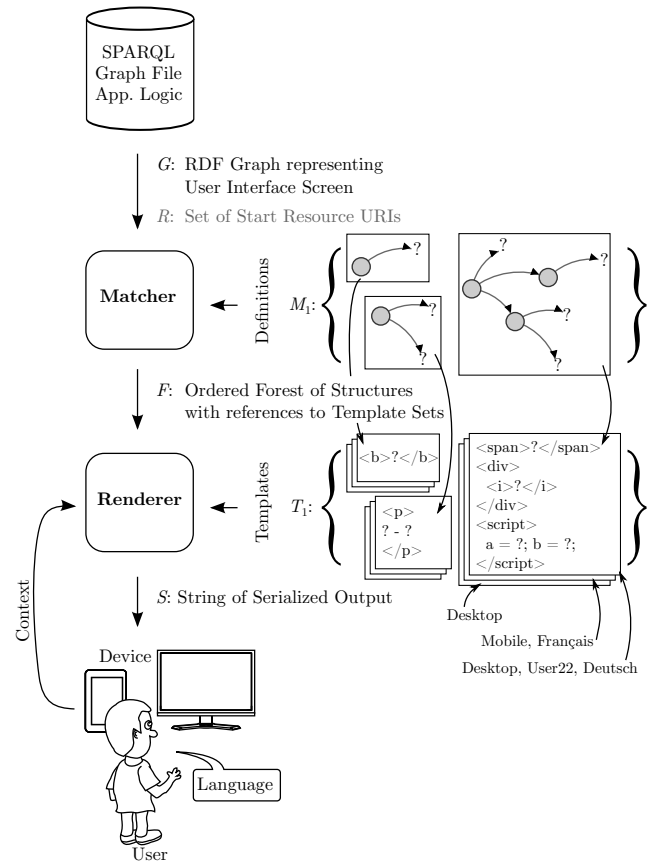 SPARQL
Graph File
App. Logic
G: RDF Graph representing
User Interface Screen
R: Set of Start Resource URIs
Matcher
Definitions
M1:
?
?
?
?
?
?
?
F: Ordered Forest of Structures
with references to Template Sets
Renderer
Templates
T1:
<b>?</b>
<p>
? - ?
</p>
<span>?</span>
<div>
<i>?</i>
</div>
<script>
a = ?; b = ?;
</script>
S: String of Serialized Output
Desktop
Mobile, Français
Desktop, User22, Deutsch
Context
Device
Language
User